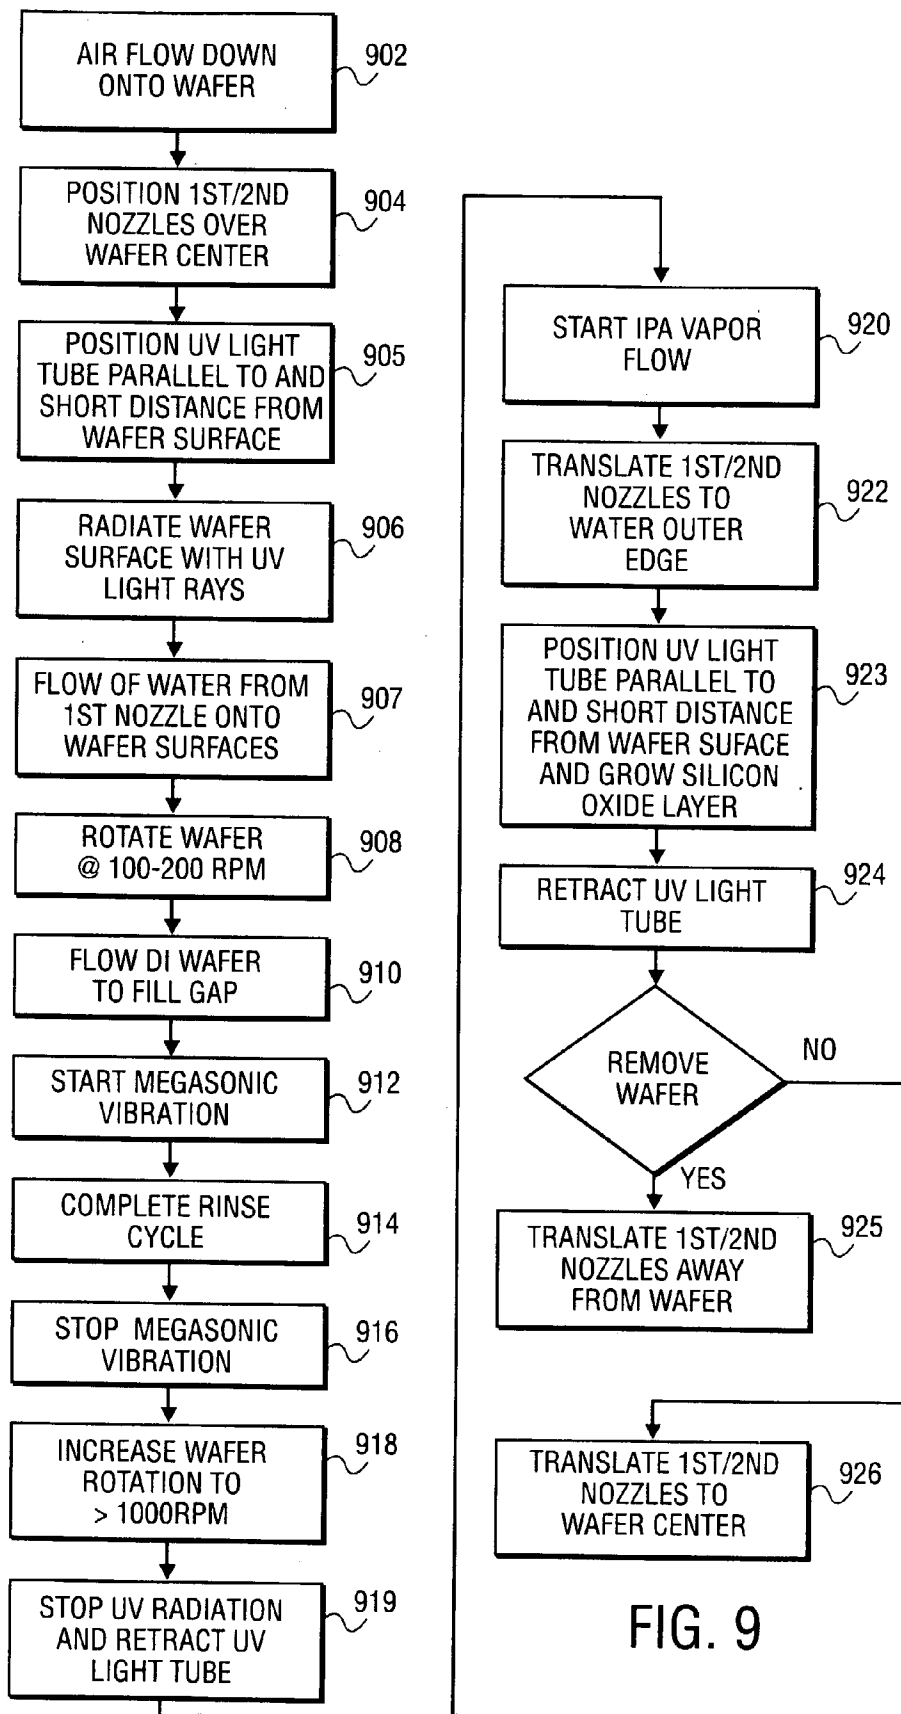 AIR FLOW DOWN
ONTO WAFER
902
POSITION 1ST/2ND
NOZZLES OVER
WAFER CENTER
904
POSITION UV LIGHT
TUBE PARALLEL TO AND
SHORT DISTANCE FROM
WAFER SURFACE
905
RADIATE WAFER
SURFACE WITH UV
LIGHT RAYS
906
FLOW OF WATER FROM
1ST NOZZLE ONTO
WAFER SURFACES
907
ROTATE WAFER
@ 100-200 RPM
908
FLOW DI WAFER
TO FILL GAP
910
START MEGASONIC
VIBRATION
912
COMPLETE RINSE
CYCLE
914
STOP MEGASONIC
VIBRATION
916
INCREASE WAFER
ROTATION TO
> 1000RPM
918
STOP UV RADIATION
AND RETRACT UV
LIGHT TUBE
919
START IPA VAPOR
FLOW
920
TRANSLATE 1ST/2ND
NOZZLES TO
WATER OUTER
EDGE
922
POSITION UV LIGHT
TUBE PARALLEL TO
AND SHORT DISTANCE
FROM WAFER SUFACE
AND GROW SILICON
OXIDE LAYER
923
RETRACT UV LIGHT
TUBE
924
REMOVE
WAFER
NO
YES
TRANSLATE 1ST/2ND
NOZZLES AWAY
FROM WAFER
925
TRANSLATE 1ST/2ND
NOZZLES TO
WAFER CENTER
926
FIG. 9